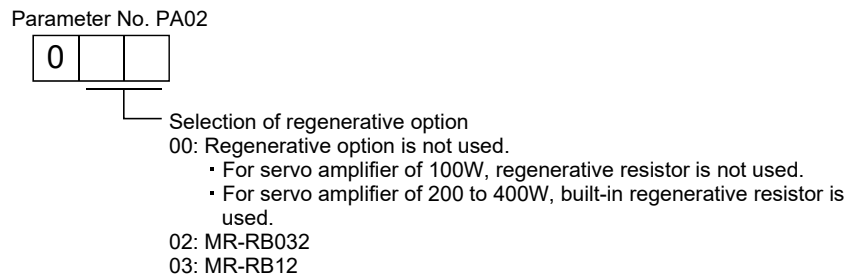 Parameter No. PA02
0
Selection of regenerative option
00: Regenerative option is not used.
・For servo amplifier of 100W, regenerative resistor is not used.
・For servo amplifier of 200 to 400W, built-in regenerative resistor is
used.
02: MR-RB032
03: MR-RB12